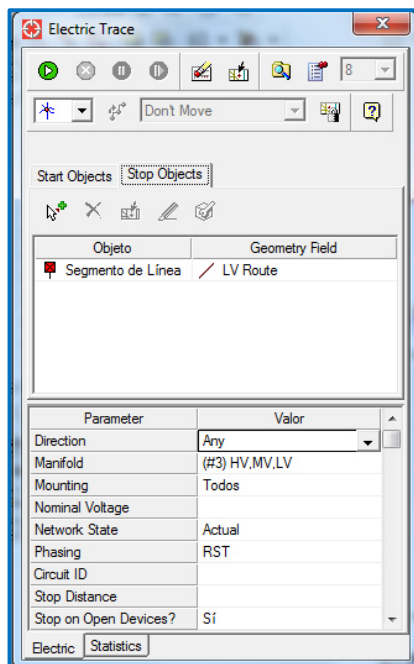 Electric Trace
8
Don't Move
Start Objects Stop Objects
Objeto Geometry Field
Segmento de Línea LV Route
Parameter Valor
Direction Any
Manifold (#3) HV,MV,LV
Mounting Todos
Nominal Voltage
Network State Actual
Phasing RST
Circuit ID
Stop Distance
Stop on Open Devices? Sí
Electric Statistics